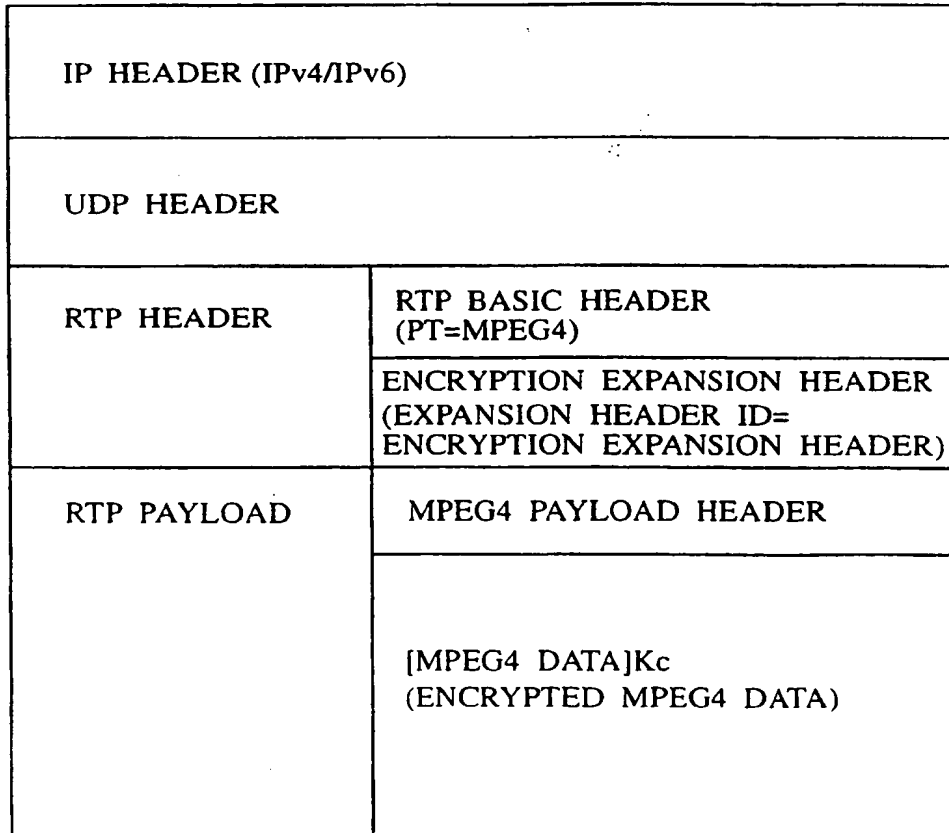 IP HEADER (IPv4/IPv6)
UDP HEADER
RTP HEADER
RTP BASIC HEADER
(PT=MPEG4)
ENCRYPTION EXPANSION HEADER
(EXPANSION HEADER ID=
ENCRYPTION EXPANSION HEADER)
RTP PAYLOAD
MPEG4 PAYLOAD HEADER
[MPEG4 DATA]Kc
(ENCRYPTED MPEG4 DATA)